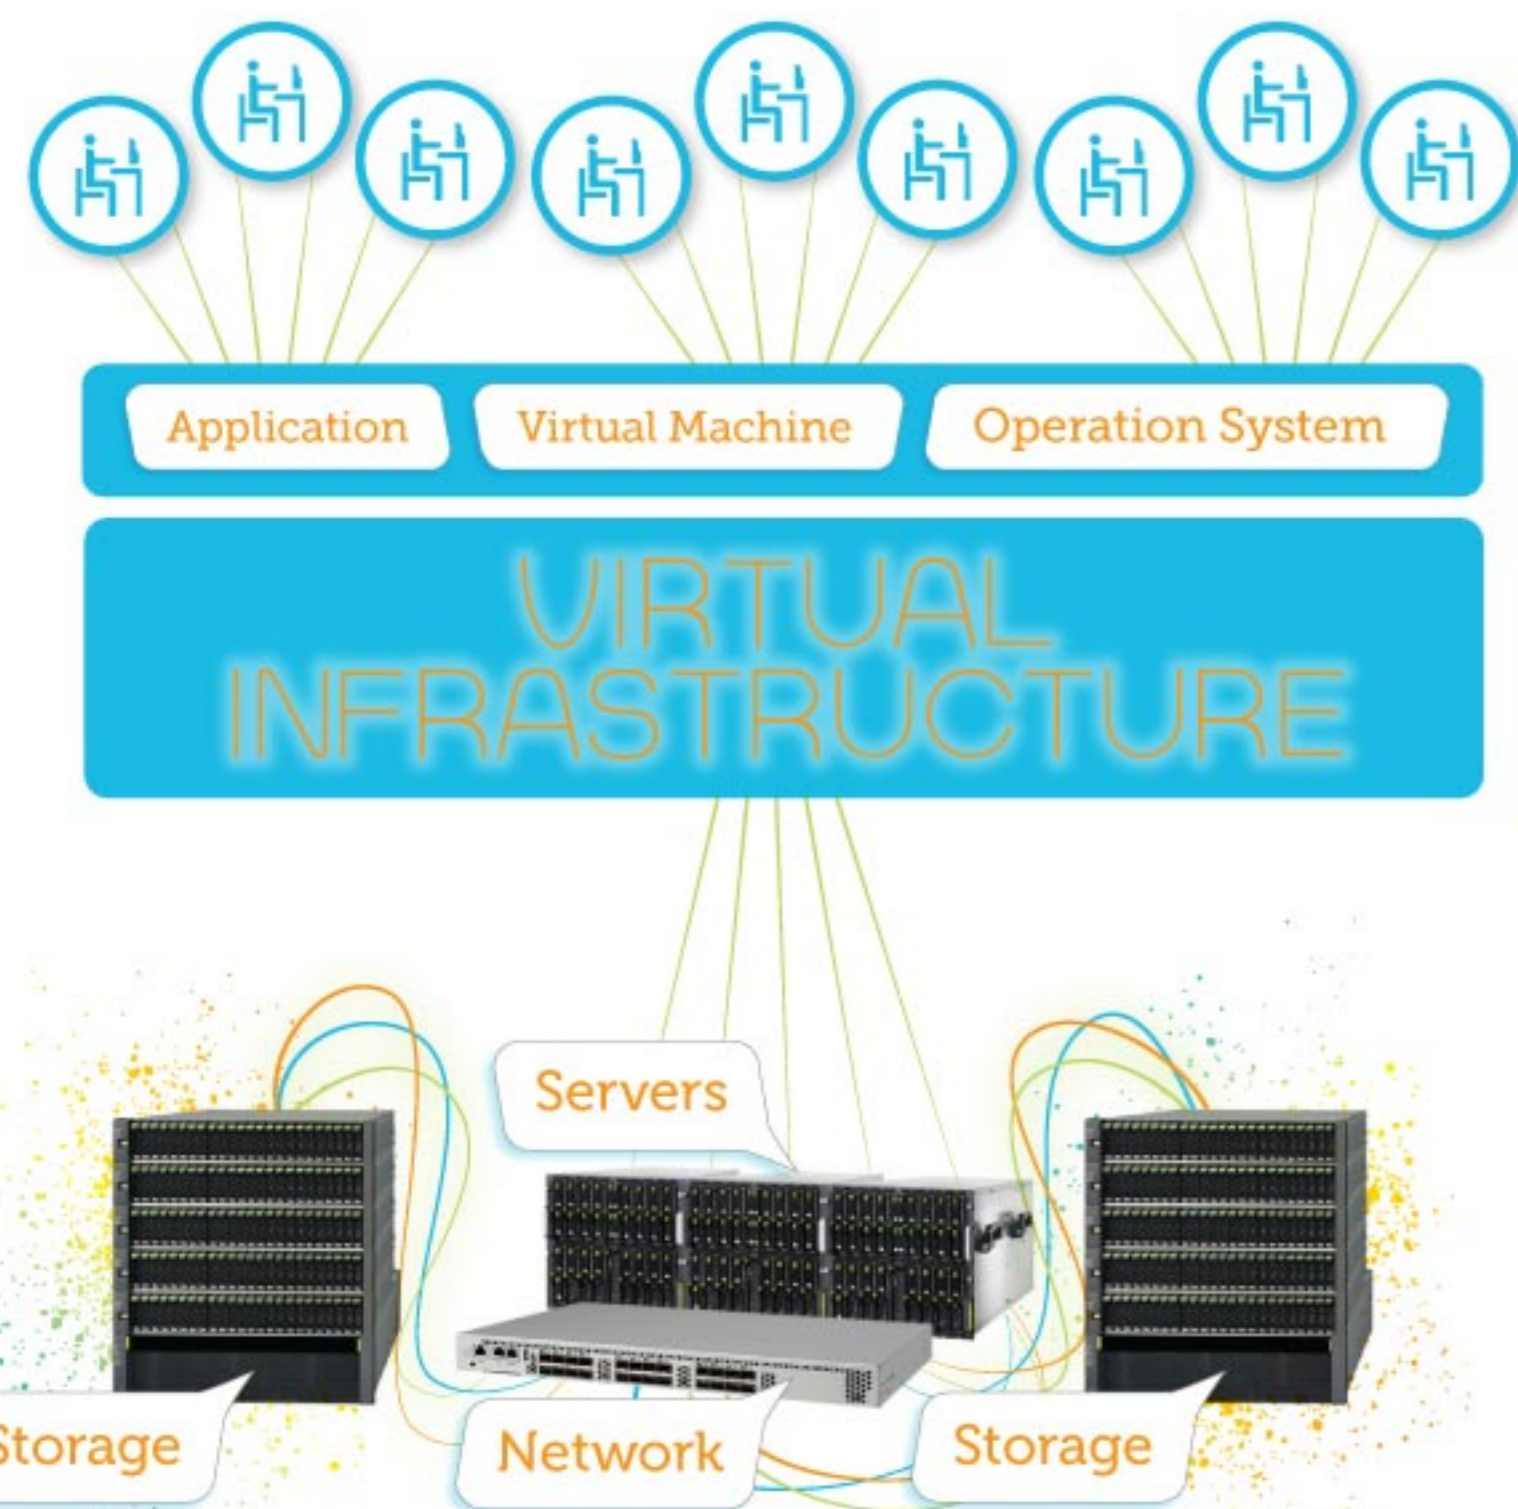 Application
Virtual Machine
Operation System
VIRTUAL
INFRASTRUCTURE
Servers
Storage
Network
Storage